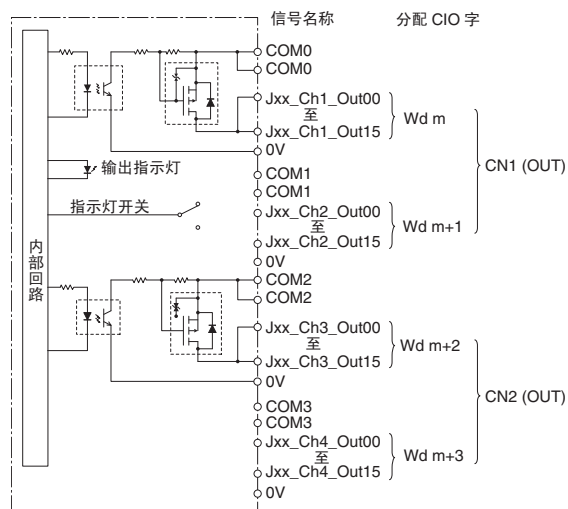 信号名称 分配 CIO 字
COM0
COM0
Jxx_Ch1_Out00
至
Wd m
Jxx_Ch1_Out15
0V
CN1 (OUT)
输出指示灯
COM1
COM1
指示灯开关
Jxx_Ch2_Out00
至
Wd m+1
Jxx_Ch2_Out15
内部回路
0V
COM2
COM2
Jxx_Ch3_Out00
至
Wd m+2
Jxx_Ch3_Out15
0V
CN2 (OUT)
COM3
COM3
Jxx_Ch4_Out00
至
Wd m+3
Jxx_Ch4_Out15
0V